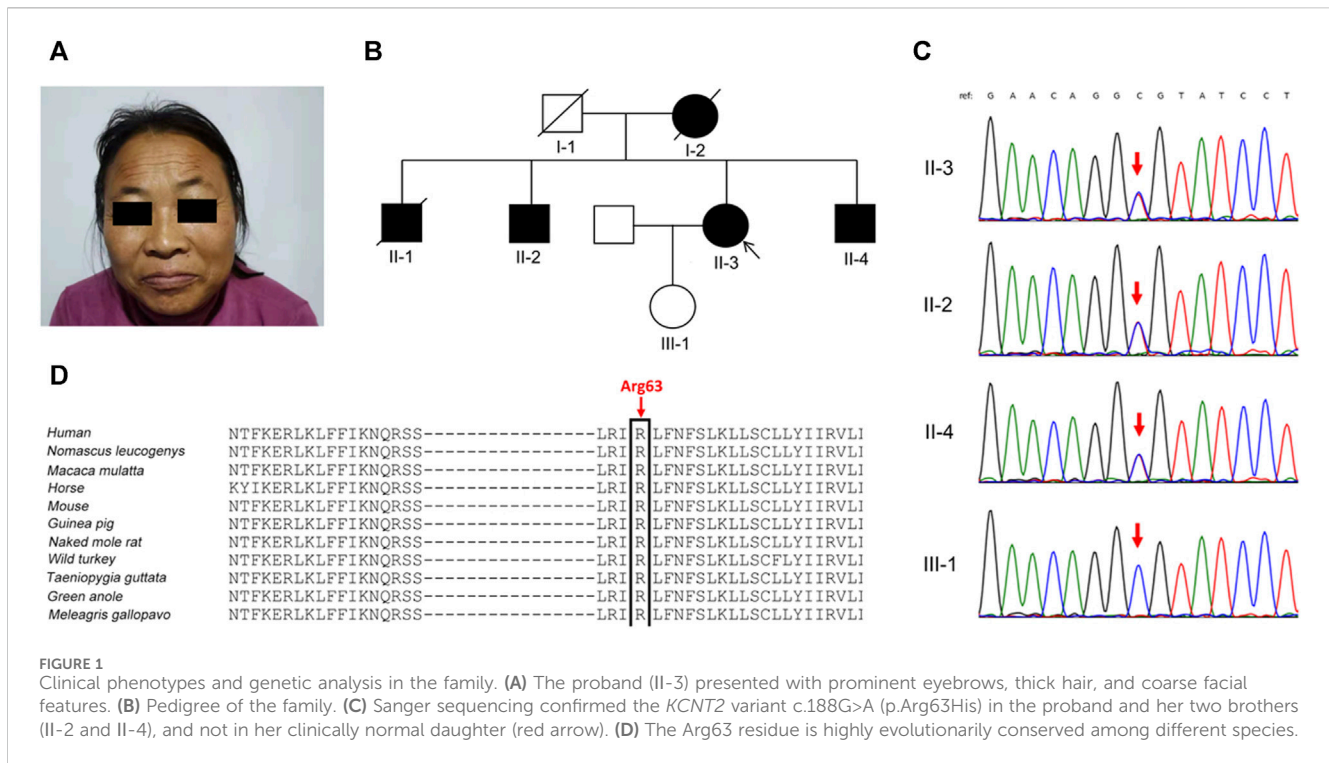 A
B
C
ref: G A A C A G G C G T A T C C T
I-1
I-2
II-3
II-1
II-2
II-3
II-4
II-2
III-1
II-4
III-1
D
Arg63
Human NTFKERLKLFFIKNQRSS-----------------LRI R LFNFSLKLLSCLLYIIRVLI
Nomascus leucogenys NTFKERLKLFFIKNQRSS-----------------LRI R LFNFSLKLLSCLLYIIRVLI
Macaca mulatta NTFKERLKLFFIKNQRSS-----------------LRI R LFNFSLKLLSCLLYIIRVLI
Horse KYIKERLKLFFIKNQRSS-----------------LRI R LFNFSLKLLSCLLYIIRVLI
Mouse NTFKERLKLFFIKNQRSS-----------------LRI R LFNFSLKLLSCLLYIIRVLI
Guinea pig NTFKERLKLFFIKNQRSS-----------------LRI R LFNFSLKLLSCLLYIIRVLI
Naked mole rat NTFKERLKLFFIKNQRSS-----------------LRI R LFNFSLKLLSCLLYIIRVLI
Wild turkey NTFKERLKLFFIKNQRSS-----------------LRI R LFNFSLKLLSCFLYIIRVLI
Taeniopygia guttata NTFKERLKLFFIKNQRSS-----------------LRI R LFNFSLKLLSCLLYIIRVLI
Green anole NTFKERLKLFFIKNQRSS-----------------LRI R LFNFSLKLLSCLLYIIRVLI
Meleagris gallopavo NTFKERLKLFFIKNQRSS-----------------LRI R LFNFSLKLLSCLLYIIRVLI
FIGURE 1
Clinical phenotypes and genetic analysis in the family. (A) The proband (II-3) presented with prominent eyebrows, thick hair, and coarse facial
features. (B) Pedigree of the family. (C) Sanger sequencing confirmed the KCNT2 variant c.188G>A (p.Arg63His) in the proband and her two brothers
(II-2 and II-4), and not in her clinically normal daughter (red arrow). (D) The Arg63 residue is highly evolutionarily conserved among different species.